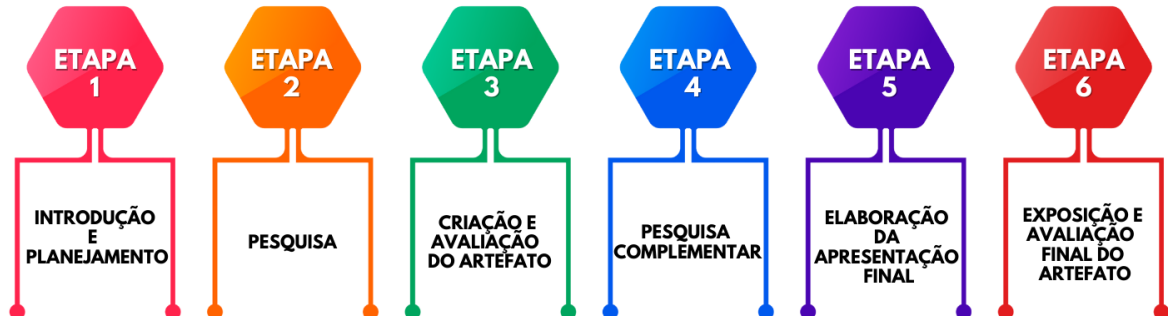 ETAPA
1
ETAPA
2
ETAPA
3
ETAPA
4
ETAPA
5
ETAPA
6
INTRODUÇÃO
E
PLANEJAMENTO
PESQUISA
CRIAÇÃO E
AVALIAÇÃO
DO ARTEFATO
PESQUISA
COMPLEMENTAR
ELABORAÇÃO
DA
APRESENTAÇÃO
FINAL
EXPOSIÇÃO E
AVALIAÇÃO
FINAL DO
ARTEFATO